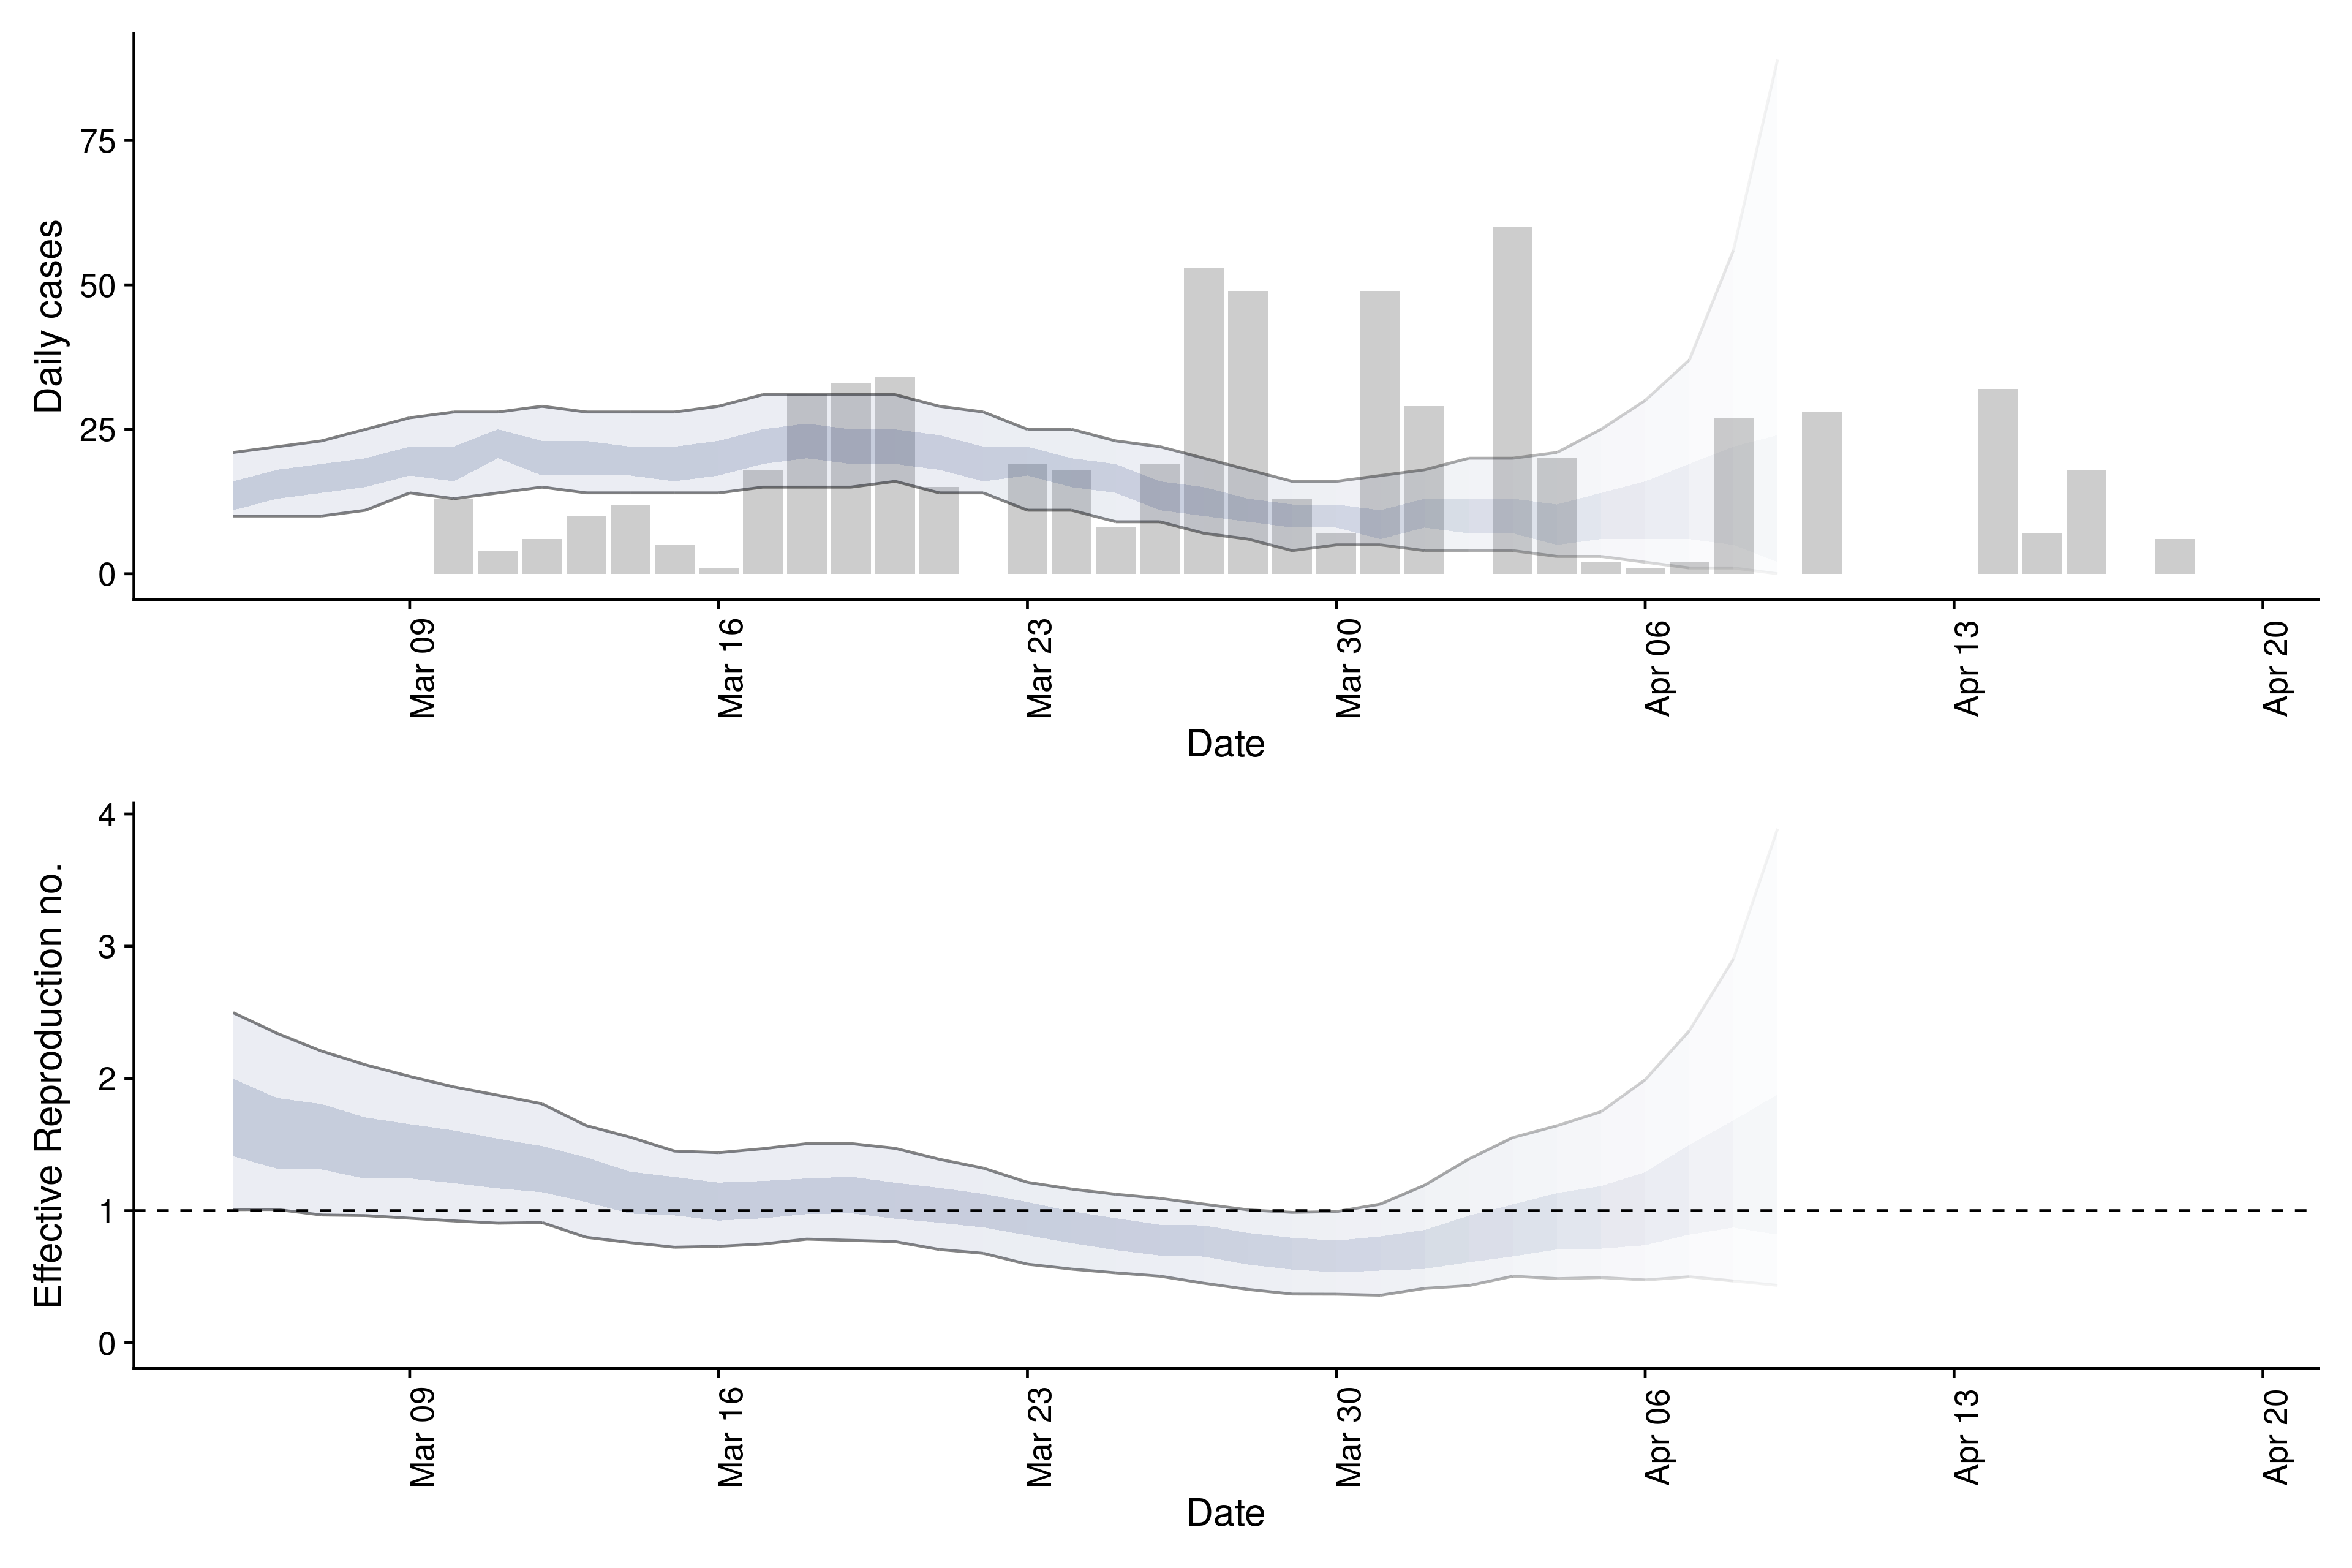 Daily cases
75
50
25
0
Mar 09
Mar 16
Mar 23
Mar 30
Apr 06
Apr 13
Apr 20
Date
Effective Reproduction no.
4
3
2
1
0
Mar 09
Mar 16
Mar 23
Mar 30
Apr 06
Apr 13
Apr 20
Date